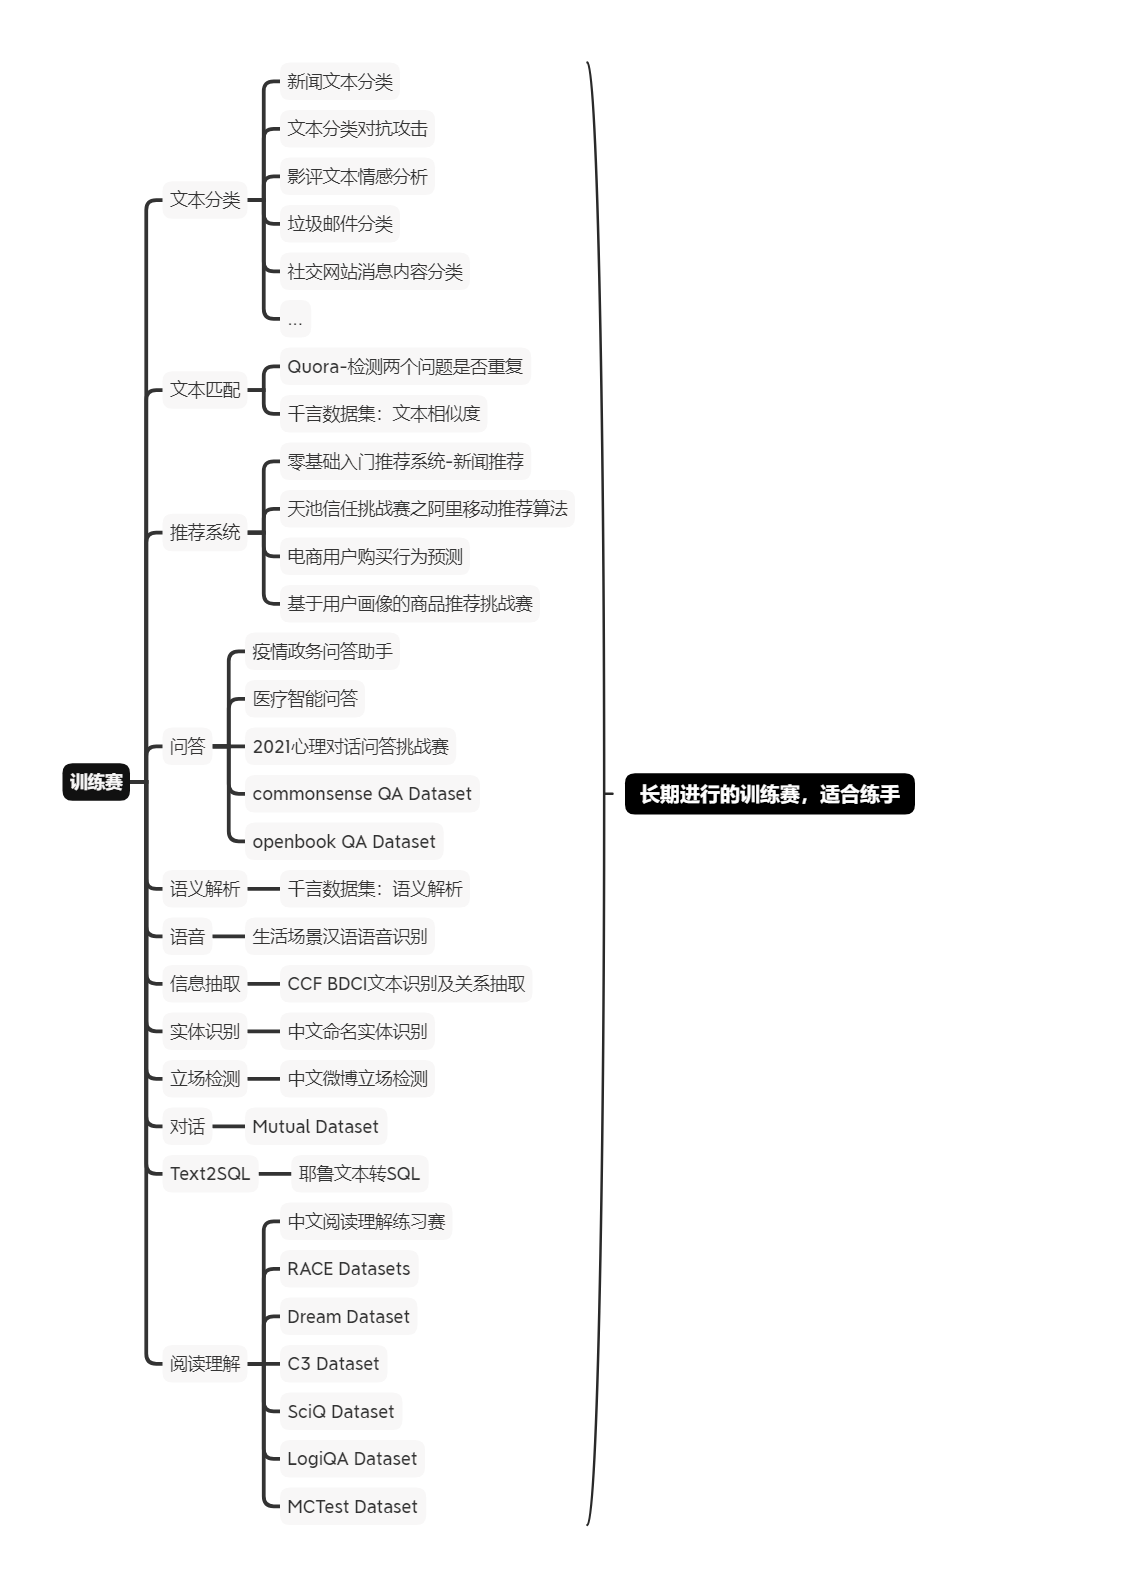 训练赛
文本分类
新闻文本分类
文本分类对抗攻击
影评文本情感分析
垃圾邮件分类
社交网站消息内容分类
...
文本匹配
Quora-检测两个问题是否重复
千言数据集：文本相似度
推荐系统
零基础入门推荐系统-新闻推荐
天池信任挑战赛之阿里移动推荐算法
电商用户购买行为预测
基于用户画像的商品推荐挑战赛
问答
疫情政务问答助手
医疗智能问答
2021心理对话问答挑战赛
commonsense QA Dataset
openbook QA Dataset
语义解析
千言数据集：语义解析
语音
生活场景汉语语音识别
信息抽取
CCF BDCI文本识别及关系抽取
实体识别
中文命名实体识别
立场检测
中文微博立场检测
对话
Mutual Dataset
Text2SQL
耶鲁文本转SQL
阅读理解
中文阅读理解练习赛
RACE Datasets
Dream Dataset
C3 Dataset
SciQ Dataset
LogiQA Dataset
MCTest Dataset
长期进行的训练赛，适合练手